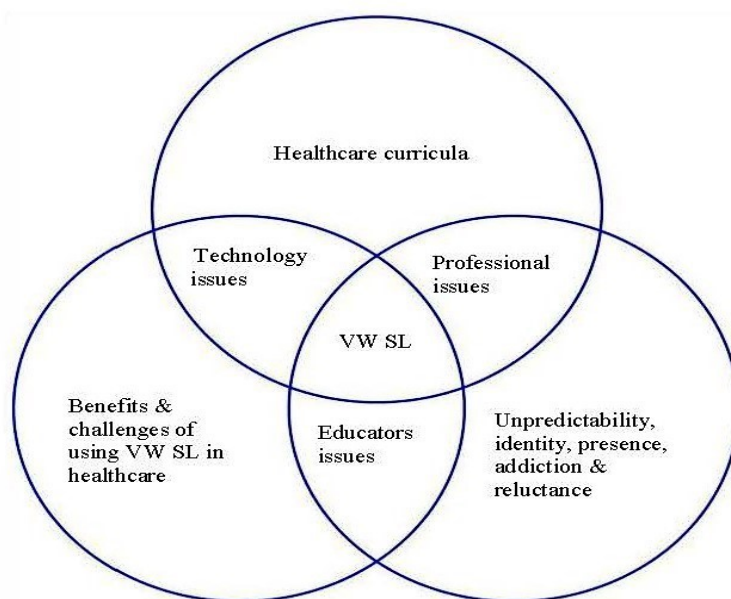 Healthcare curricula
Technology
issues
Professional
issues
VW SL
Benefits &
challenges of
using VW SL in
healthcare
Educators
issues
Unpredictability,
identity, presence,
addiction &
reluctance